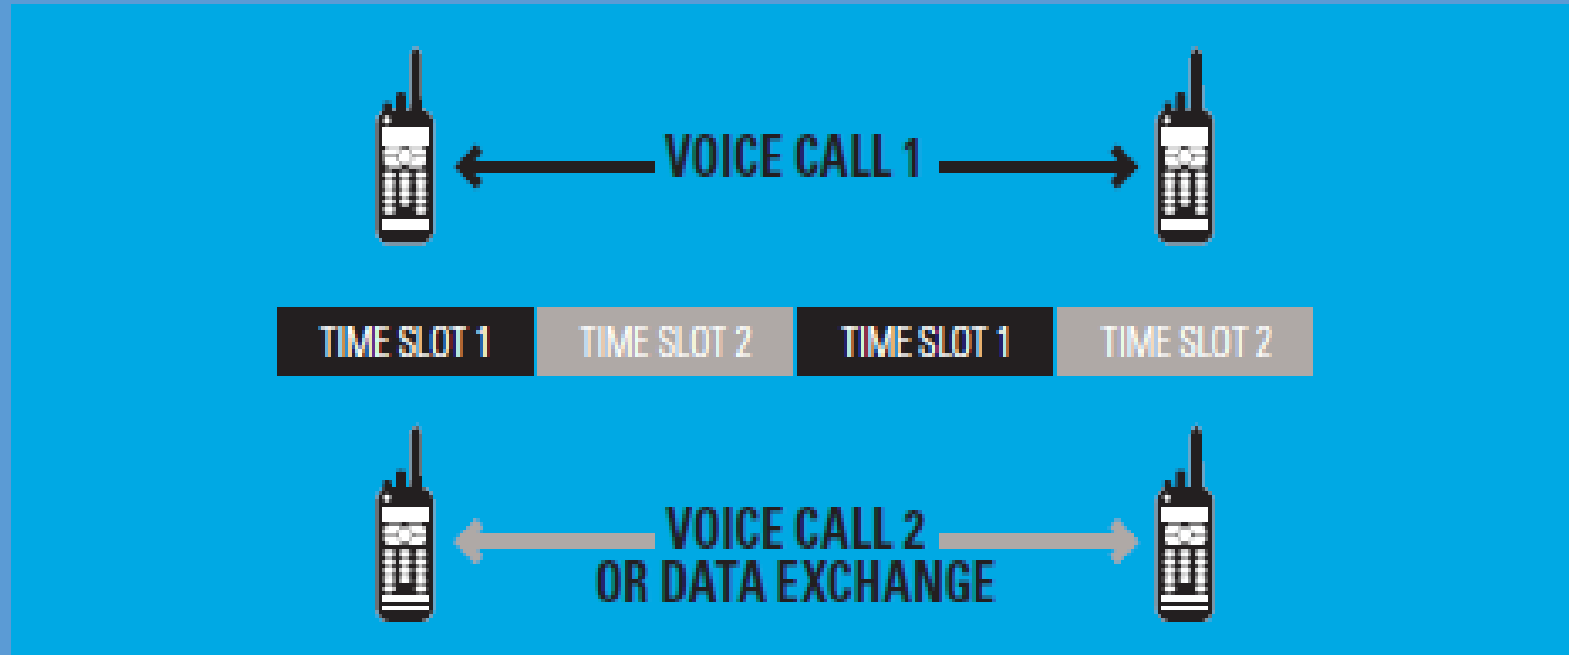 VOICE CALL 1
TIME SLOT 1
TIME SLOT 2
TIME SLOT 1
TIME SLOT 2
VOICE CALL 2
OR DATA EXCHANGE